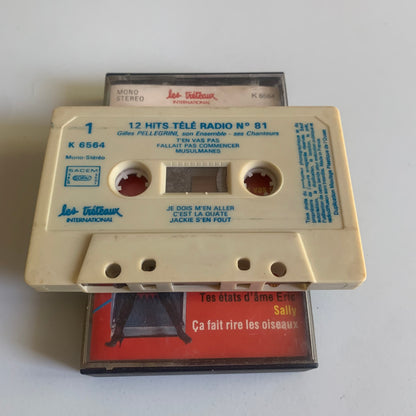 MONO
STEREO
les tréteaux
INTERNATIONAL
K 6564
1
12 HITS TÉLÉ RADIO N° 81
Gilles PELLEGRINI, son Ensemble - ses Chanteurs
K 6564
T'EN VAS PAS
FALLAIT PAS COMMENCER
MUSULMANES
Mono-Stéréo
SACEM
les tréteaux
INTERNATIONAL
JE DOIS M'EN ALLER
C'EST LA OUATE
JACKIE S'EN FOUT
Tes états d'âme Eric
Sally
Ça fait rire les oiseaux